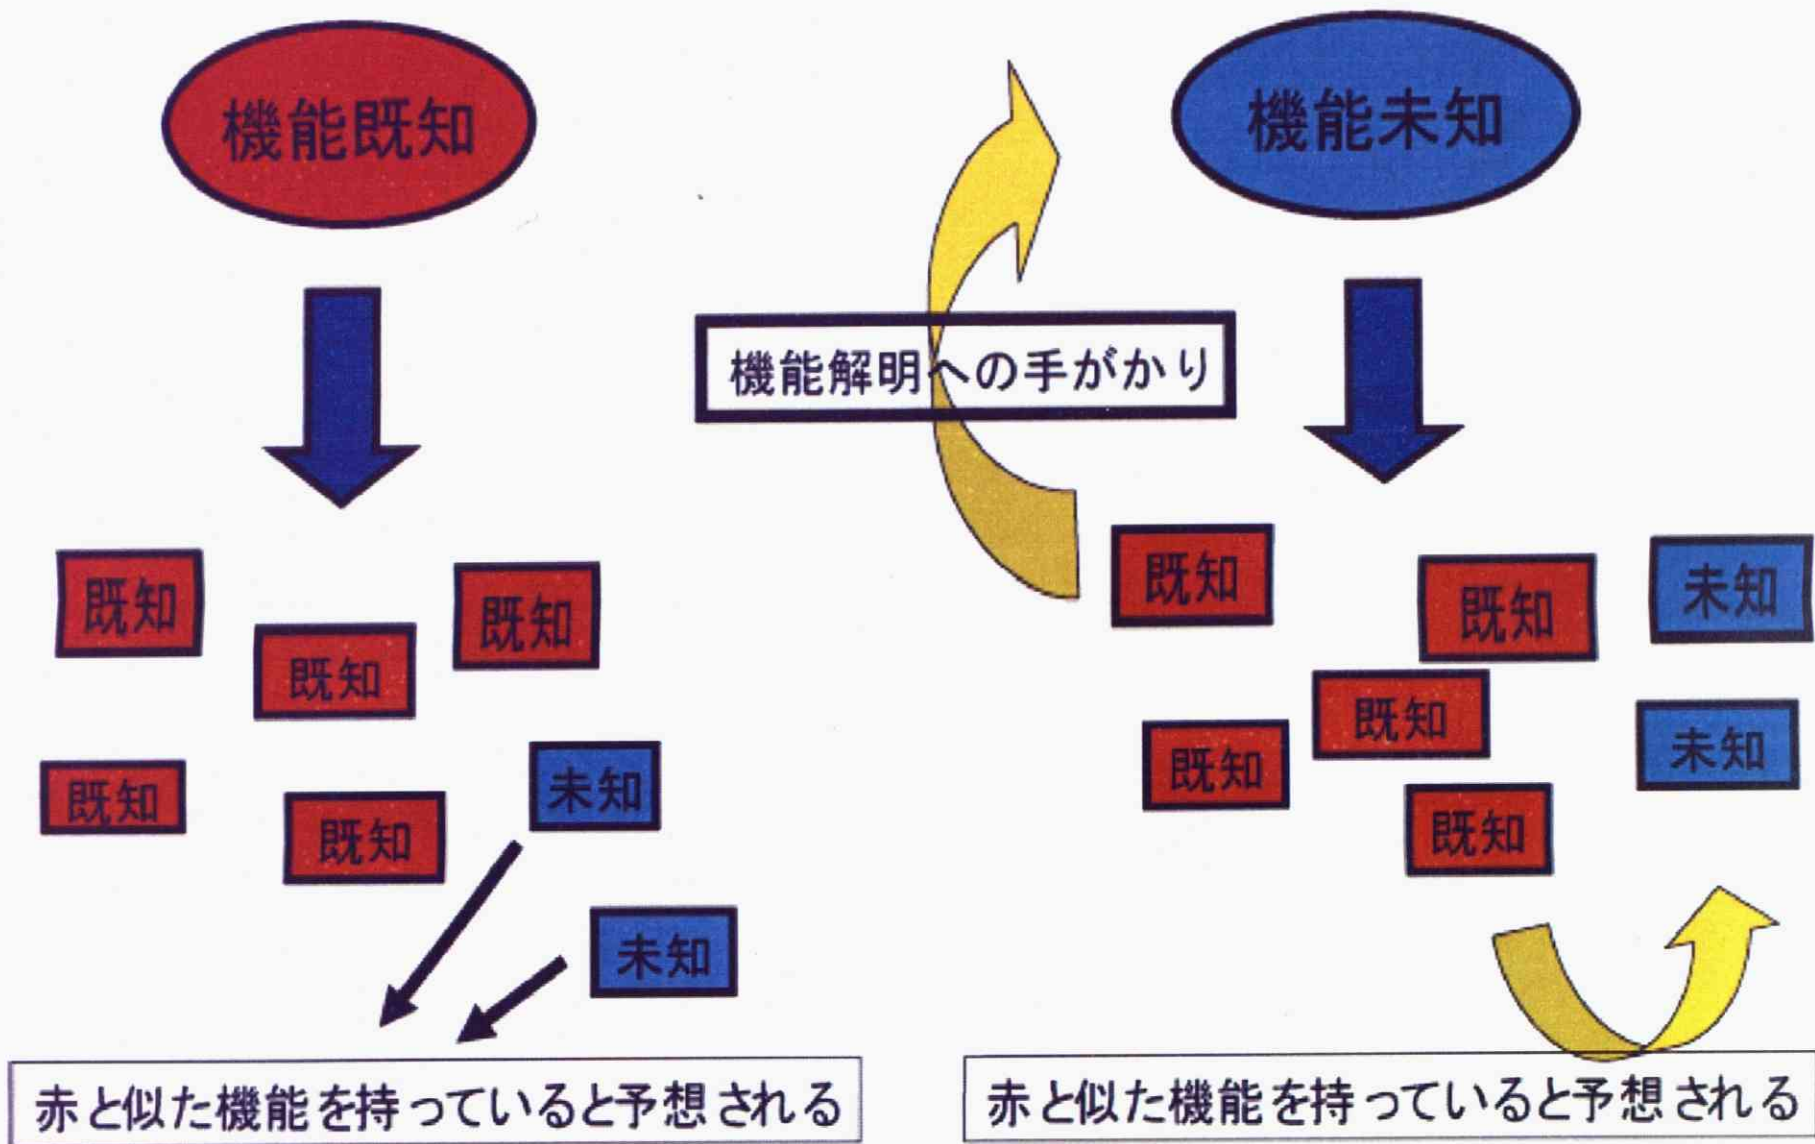 機能既知
機能未知
機能解明への手がかり
既知
既知
既知
既知
既知
未知
未知
既知
既知
未知
既知
既知
未知
既知
赤と似た機能を持っていると予想される
赤と似た機能を持っていると予想される